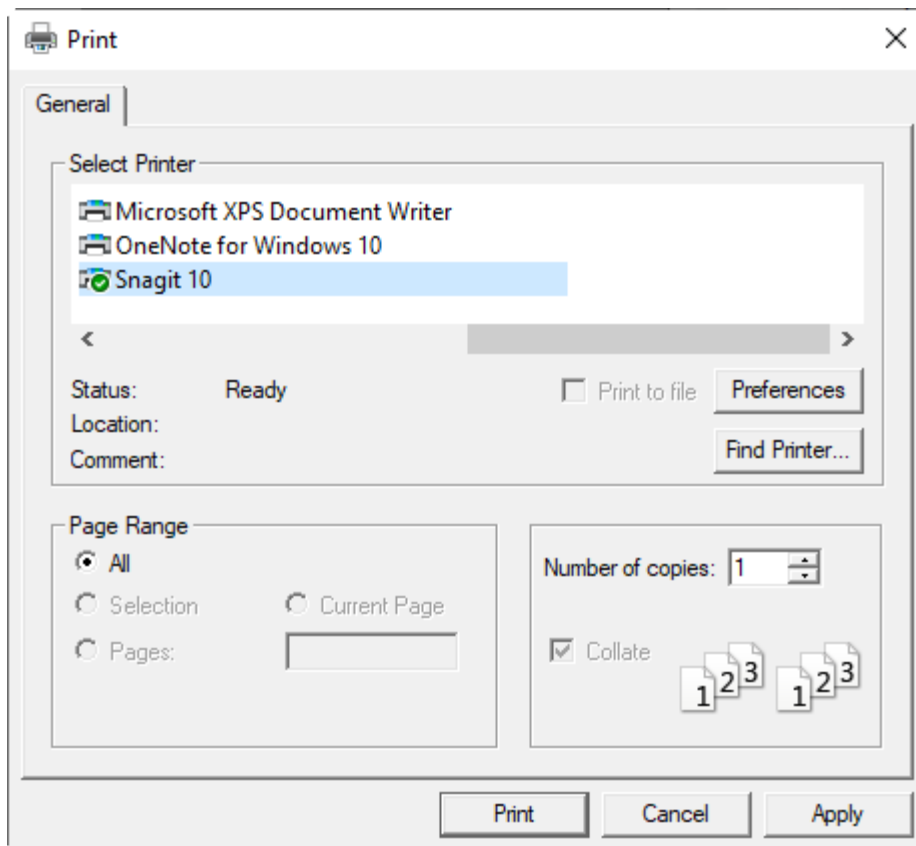 Print
General
Select Printer
Microsoft XPS Document Writer
OneNote for Windows 10
Snagit 10
Status: Ready
Print to file
Preferences
Location:
Comment:
Find Printer...
Page Range
All
Selection
Current Page
Pages:
Number of copies: 1
Collate
1 2 3 1 2 3
Print Cancel Apply